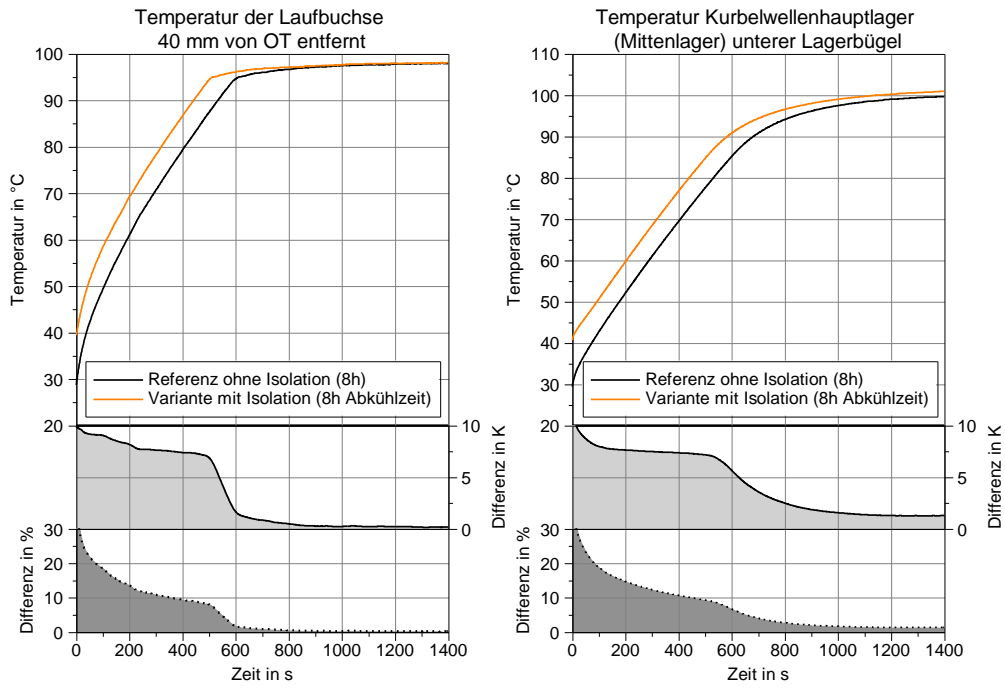 Temperatur der Laufbuchse
40 mm von OT entfernt
100
90
80
70
60
50
40
30
20
Temperatur in °C
Referenz ohne Isolation (8h)
Variante mit Isolation (8h Abkühlzeit)
10
5
0
Differenz in K
30
20
10
0
Differenz in %
0 200 400 600 800 1000 1200 1400
Zeit in s
Temperatur Kurbelwellenhauptlager
(Mittenlager) unterer Lagerbügel
110
100
90
80
70
60
50
40
30
20
Temperatur in °C
Referenz ohne Isolation (8h)
Variante mit Isolation (8h Abkühlzeit)
10
5
0
Differenz in K
30
20
10
0
Differenz in %
0 200 400 600 800 1000 1200 1400
Zeit in s